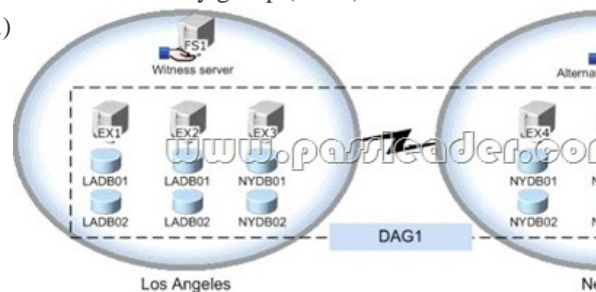 )
FS1
Witness server
Alterna
EX1 EX2 EX3 EX4
www.passleader.co
LADB01 LADB01 NYDB01 NYDB01 N
LADB02 LADB02 NYDB02 NYDB02 N
DAG1
Los Angeles Ne